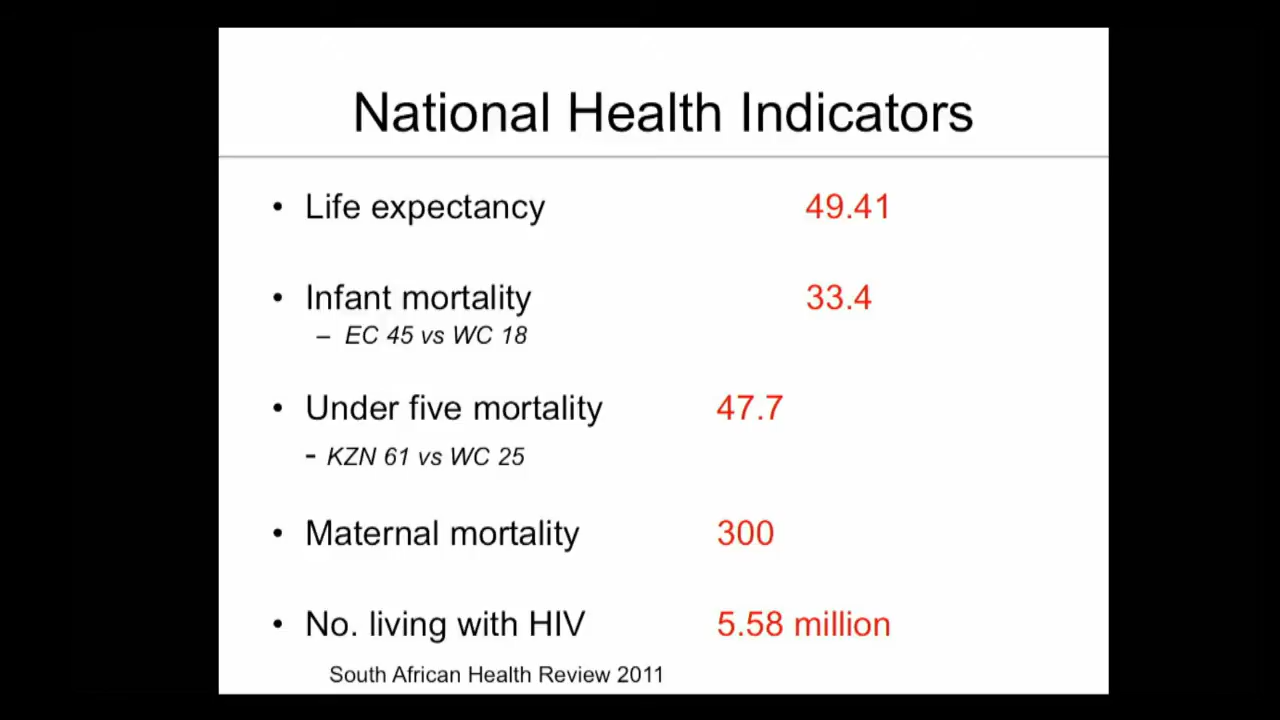 National Health Indicators
• Life expectancy 49.41
• Infant mortality 33.4
– EC 45 vs WC 18
• Under five mortality 47.7
- KZN 61 vs WC 25
• Maternal mortality 300
• No. living with HIV 5.58 million
South African Health Review 2011